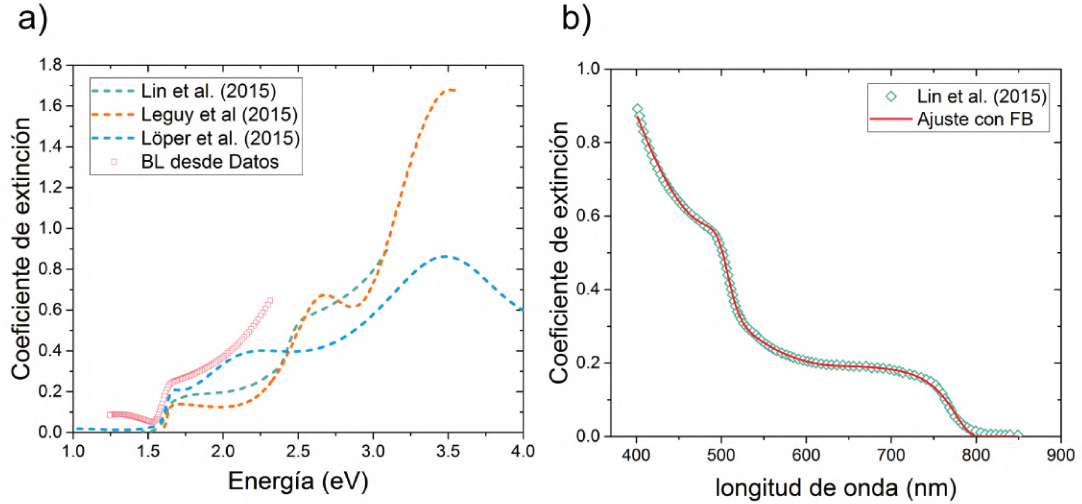 a)
Coeficiente de extinción
1.8
1.6
1.4
1.2
1.0
0.8
0.6
0.4
0.2
0.0
Lin et al. (2015)
Leguy et al (2015)
Löper et al (2015)
BL desde Datos
1.0 1.5 2.0 2.5 3.0 3.5 4.0
Energía (eV)
b)
Coeficiente de extinción
1.0
0.8
0.6
0.4
0.2
0.0
Lin et al. (2015)
Ajuste con FB
400 500 600 700 800 900
longitud de onda (nm)